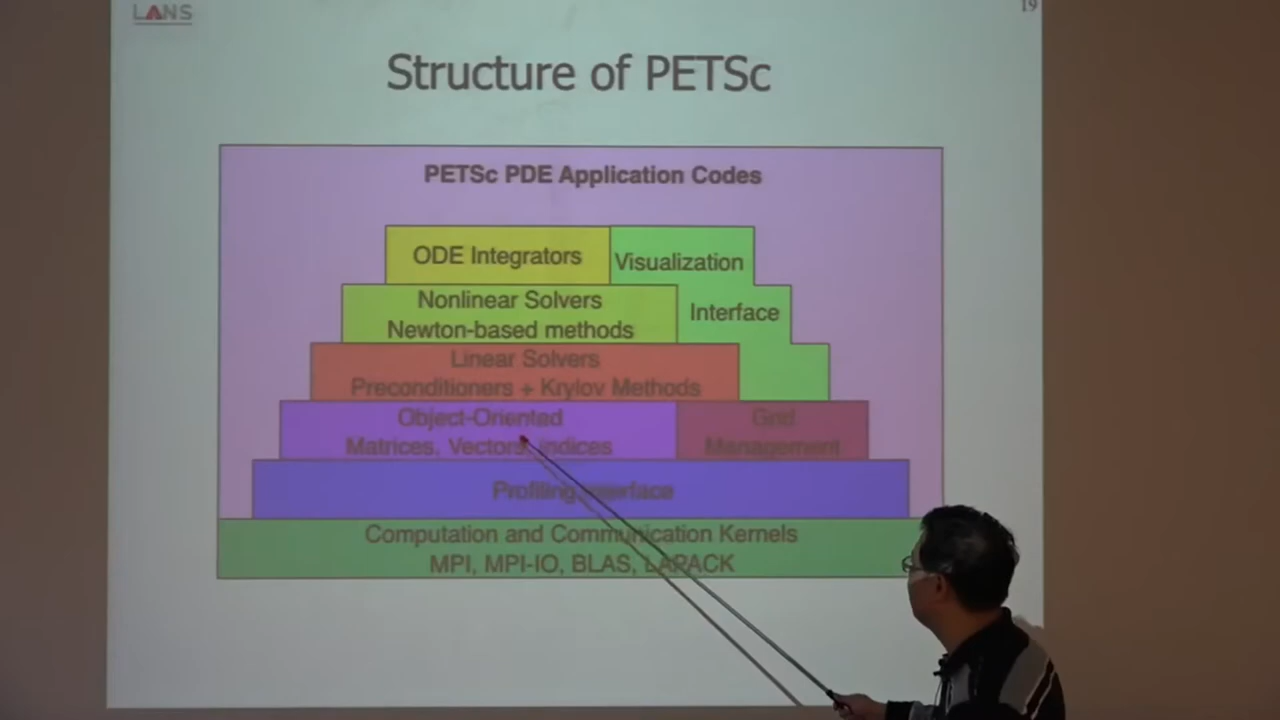 LANS
19
Structure of PETSc
PETSc PDE Application Codes
ODE Integrators
Visualization
Nonlinear Solvers
Newton-based methods
Interface
Linear Solvers
Preconditioners + Krylov Methods
Object-Oriented
Matrices, Vectors, Indices
Grid
Management
Profiling Interface
Computation and Communication Kernels
MPI, MPI-IO, BLAS, LAPACK